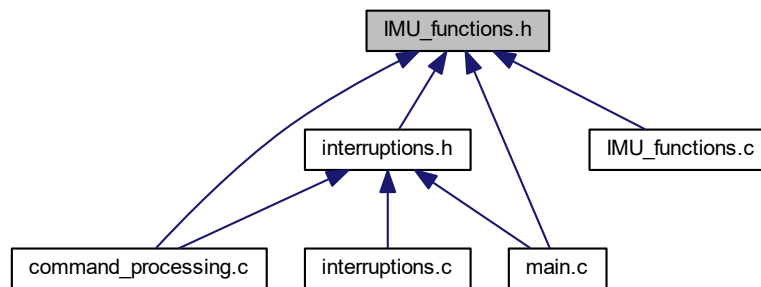 IMU_functions.h
interruptions.h
IMU_functions.c
command_processing.c
interruptions.c
main.c